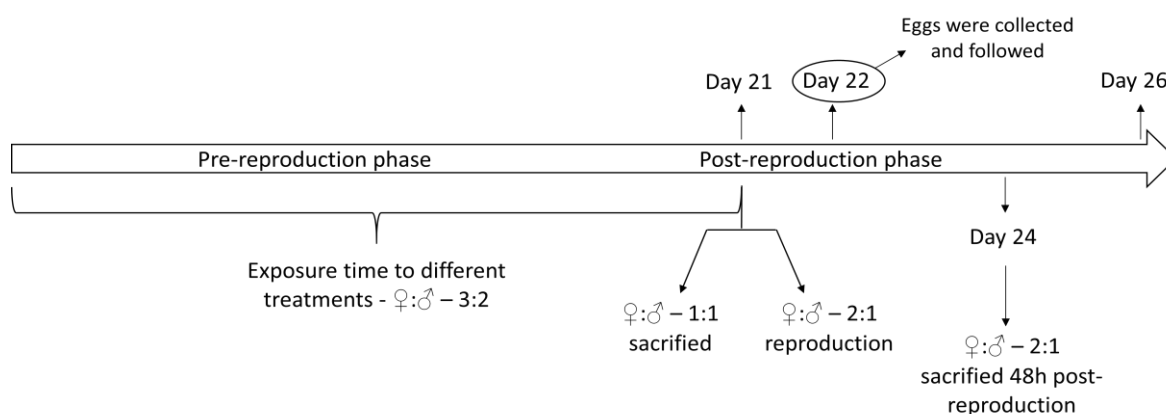 Eggs were collected
and followed
Day 21
Day 22
Day 26
Pre-reproduction phase
Post-reproduction phase
Exposure time to different
treatments - ♀:♂ – 3:2
♀:♂ – 1:1
sacrified
♀:♂ – 2:1
reproduction
Day 24
♀:♂ – 2:1
sacrified 48h post-
reproduction